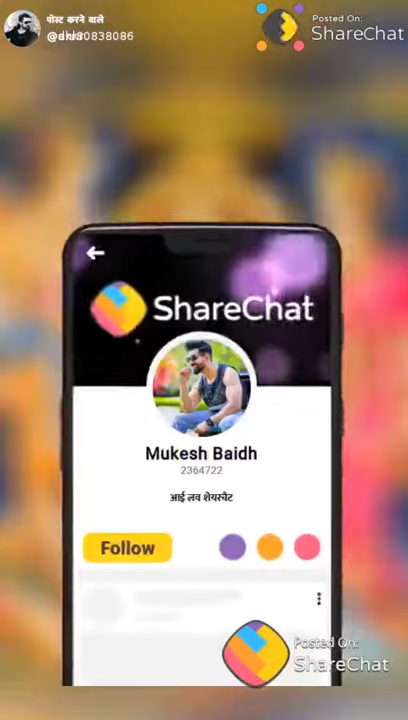 पोस्ट करने वाले
Posted On:
ShareChat
ShareChat
Mukesh Baidh
2364722
आई लव शेयरचैट
Follow
Posted On:
ShareChat